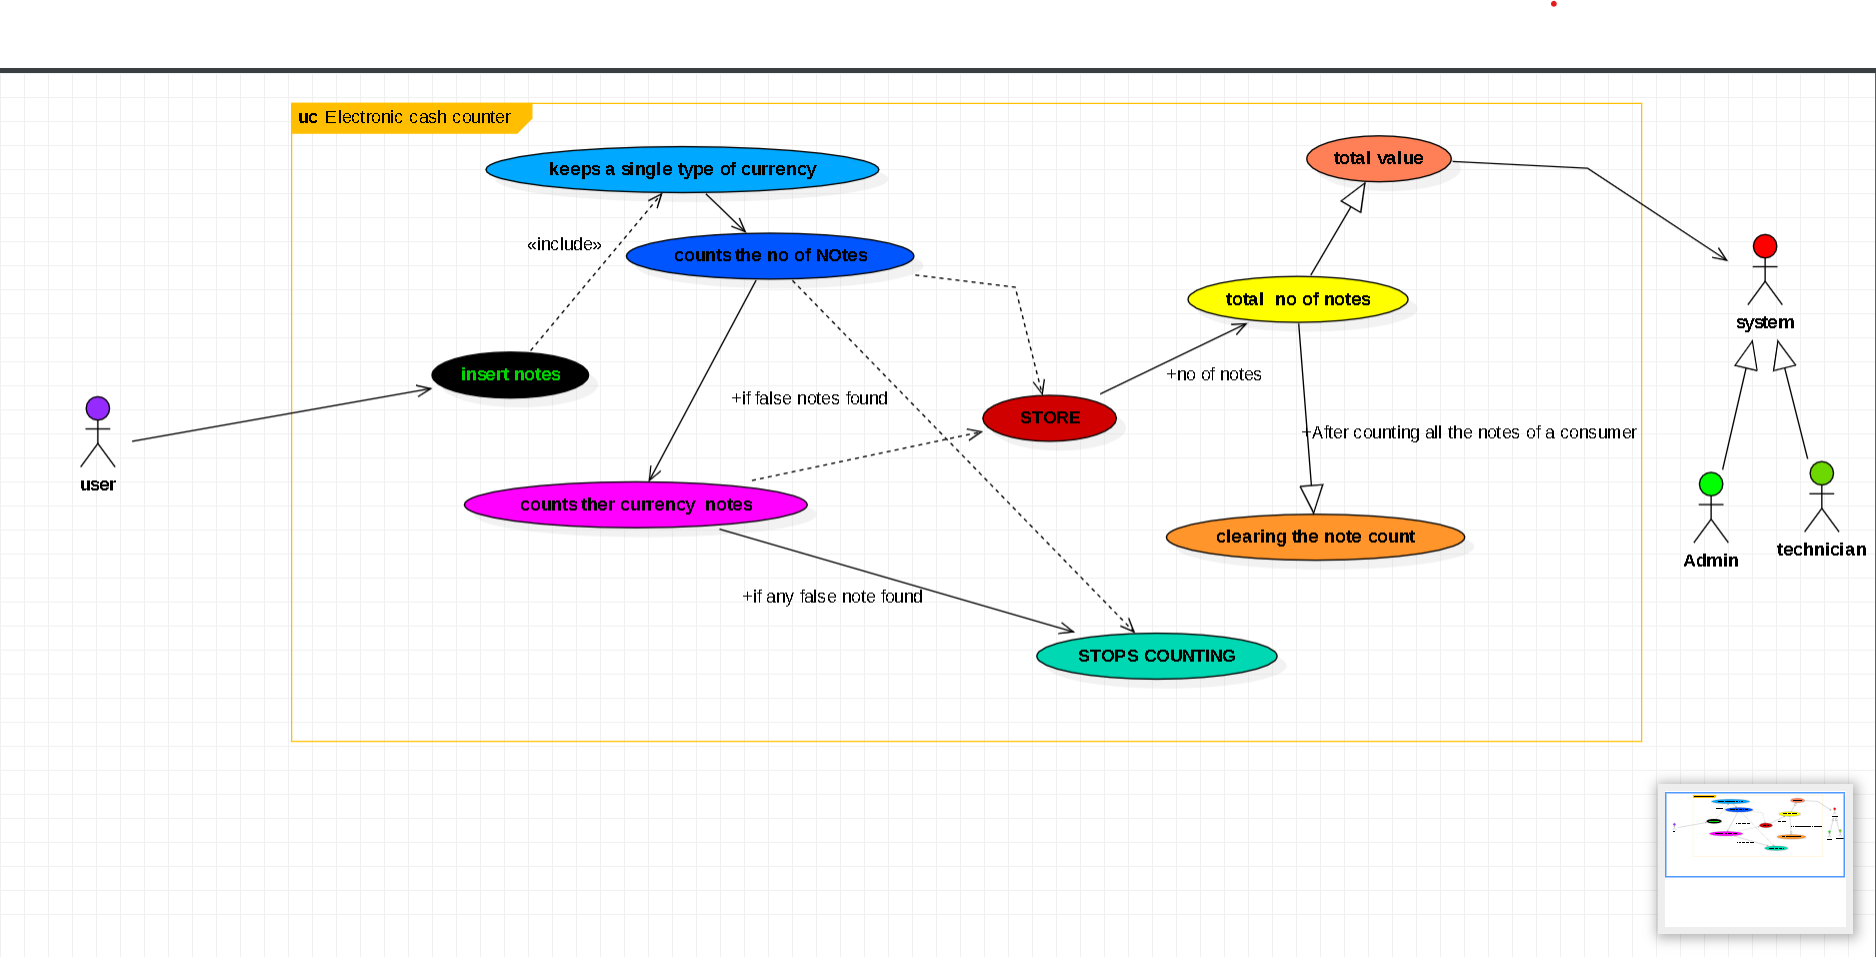 uc Electronic cash counter
keeps a single type of currency
total value
«include»
counts the no of NOtes
total no of notes
system
insert notes
+no of notes
+if false notes found
STORE
+After counting all the notes of a consumer
user
counts ther currency notes
clearing the note count
Admin
technician
+if any false note found
STOPS COUNTING